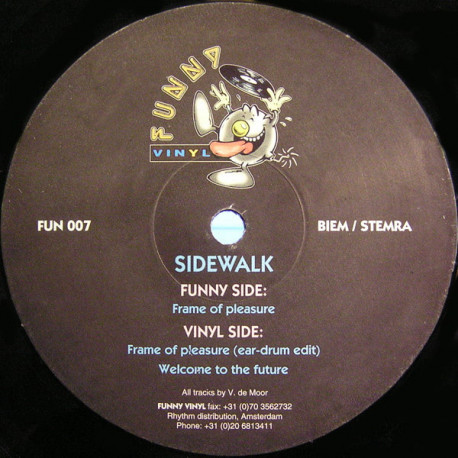 FUNNY
VINYL
FUN 007
BIEM / STEMRA
SIDEWALK
FUNNY SIDE:
Frame of pleasure
VINYL SIDE:
Frame of pleasure (ear-drum edit)
Welcome to the future
All tracks by V. de Moor
FUNNY VINYL fax: +31 (0)70 3562732
Rhythm distribution, Amsterdam
Phone: +31 (0)20 6813411